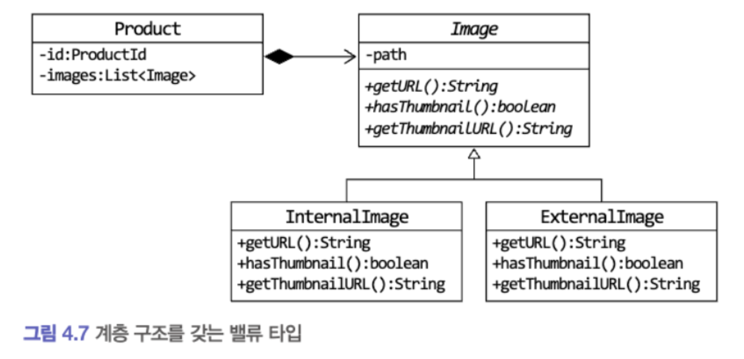 Product
-id:ProductId
-images:List<Image>
Image
-path
+getURL():String
+hasThumbnail():boolean
+getThumbnailURL():String
InternalImage
+getURL():String
+hasThumbnail():boolean
+getThumbnailURL():String
ExternalImage
+getURL():String
+hasThumbnail():boolean
+getThumbnailURL():String
그림 4.7 계층 구조를 갖는 밸류 타입